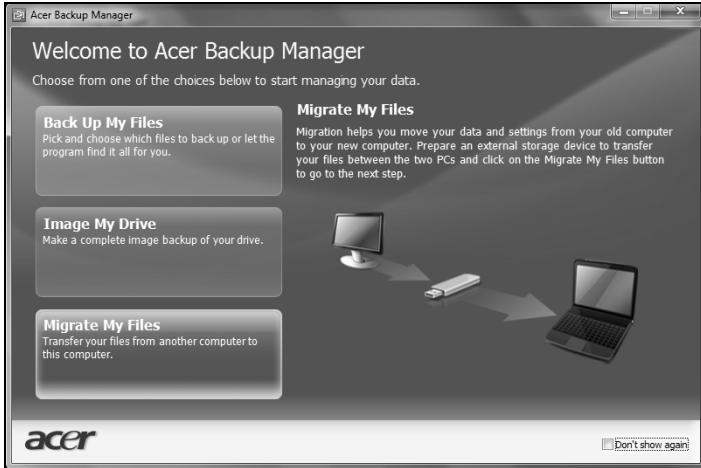 Acer Backup Manager
Welcome to Acer Backup Manager
Choose from one of the choices below to start managing your data.
Back Up My Files
Pick and choose which files to back up or let the
program find it all for you.
Image My Drive
Make a complete image backup of your drive.
Migrate My Files
Transfer your files from another computer to
this computer.
Migrate My Files
Migration helps you move your data and settings from your old computer
to your new computer. Prepare an external storage device to transfer
your files between the two PCs and click on the Migrate My Files button
to go to the next step.
acer
Don't show again